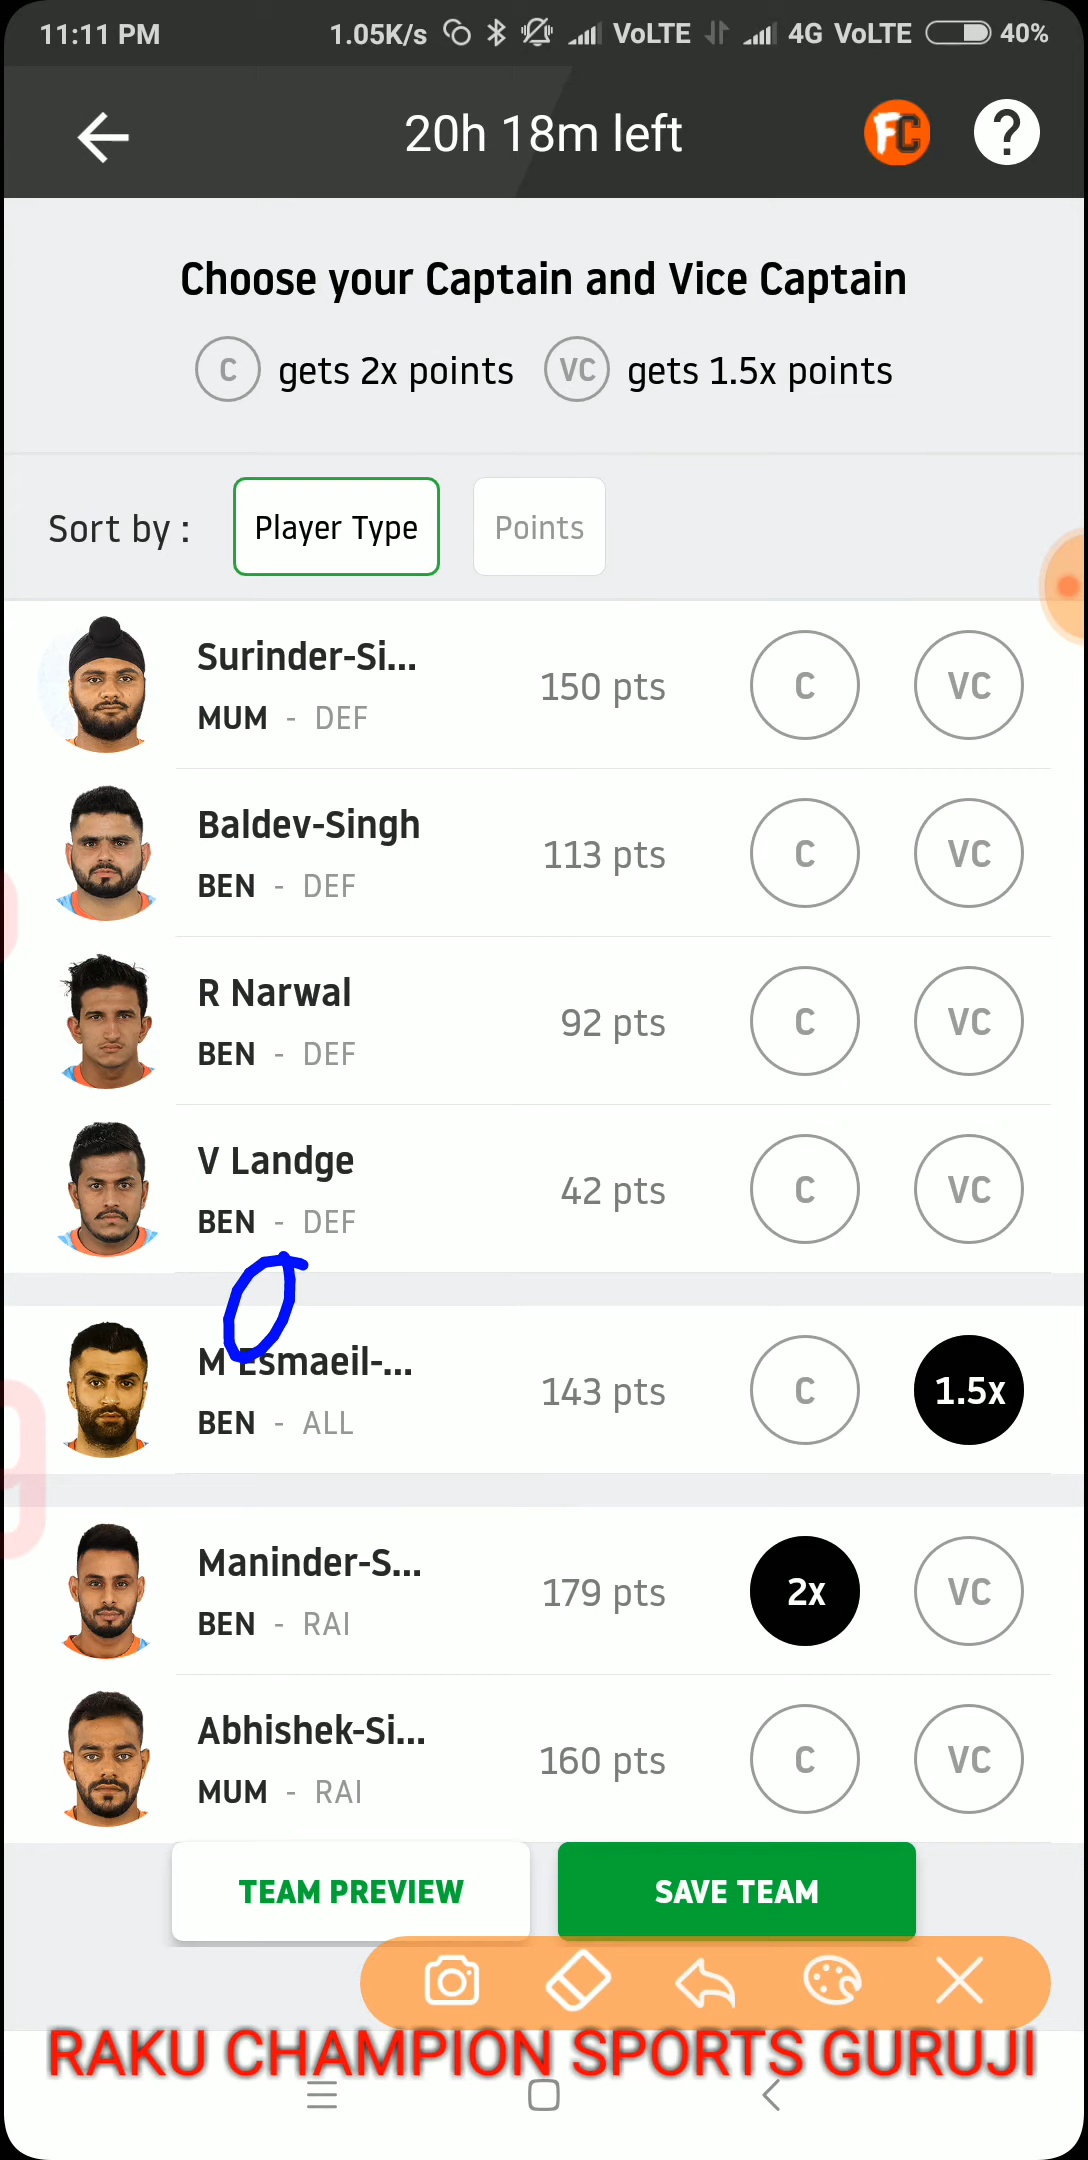 11:11 PM 1.05K/s VoLTE 4G VoLTE 40%
20h 18m left FC ?
Choose your Captain and Vice Captain
C gets 2x points VC gets 1.5x points
Sort by : Player Type Points
Surinder-Si... 150 pts C VC
MUM - DEF
Baldev-Singh 113 pts C VC
BEN - DEF
R Narwal 92 pts C VC
BEN - DEF
V Landge 42 pts C VC
BEN - DEF
M Esmaeil-... 143 pts C 1.5x
BEN - ALL
Maninder-S... 179 pts 2x VC
BEN - RAI
Abhishek-Si... 160 pts C VC
MUM - RAI
TEAM PREVIEW SAVE TEAM
RAKU CHAMPION SPORTS GURUJI